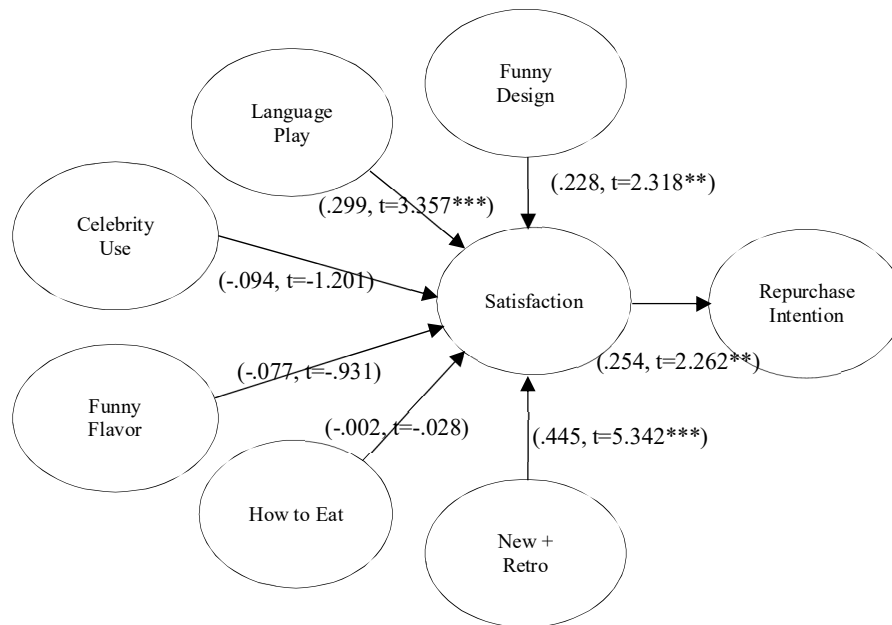 Funny
Design
Language
Play
(.228, t=2.318**)
(.299, t=3.357***)
Celebrity
Use
(-.094, t=-1.201)
Satisfaction
Repurchase
Intention
(.254, t=2.262**)
(-.077, t=-.931)
Funny
Flavor
(-.002, t=-.028)
(.445, t=5.342***)
How to Eat
New +
Retro